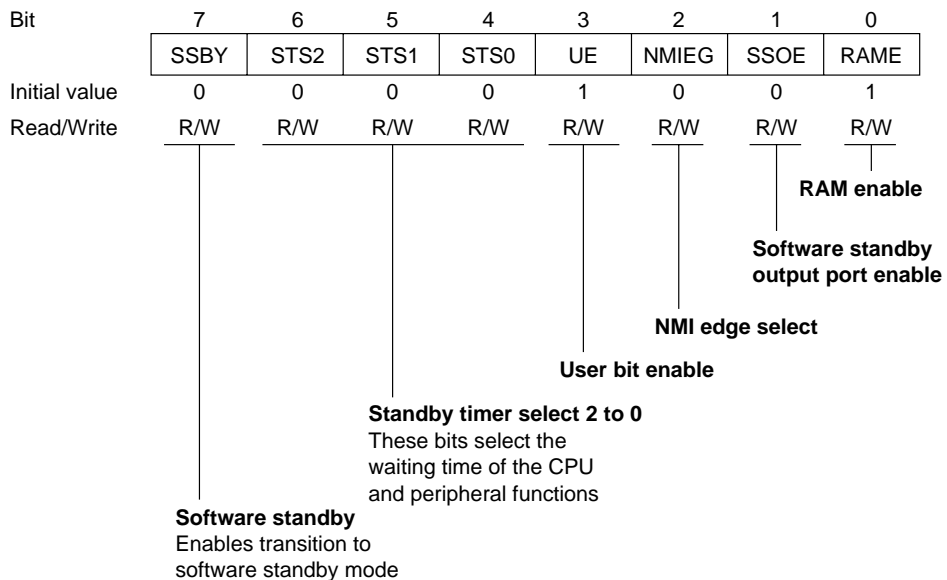 Bit 7 6 5 4 3 2 1 0
SSBY STS2 STS1 STS0 UE NMIEG SSOE RAME
Initial value 0 0 0 0 1 0 0 1
Read/Write R/W R/W R/W R/W R/W R/W R/W R/W
RAM enable
Software standby
output port enable
NMI edge select
User bit enable
Standby timer select 2 to 0
These bits select the
waiting time of the CPU
and peripheral functions
Software standby
Enables transition to
software standby mode